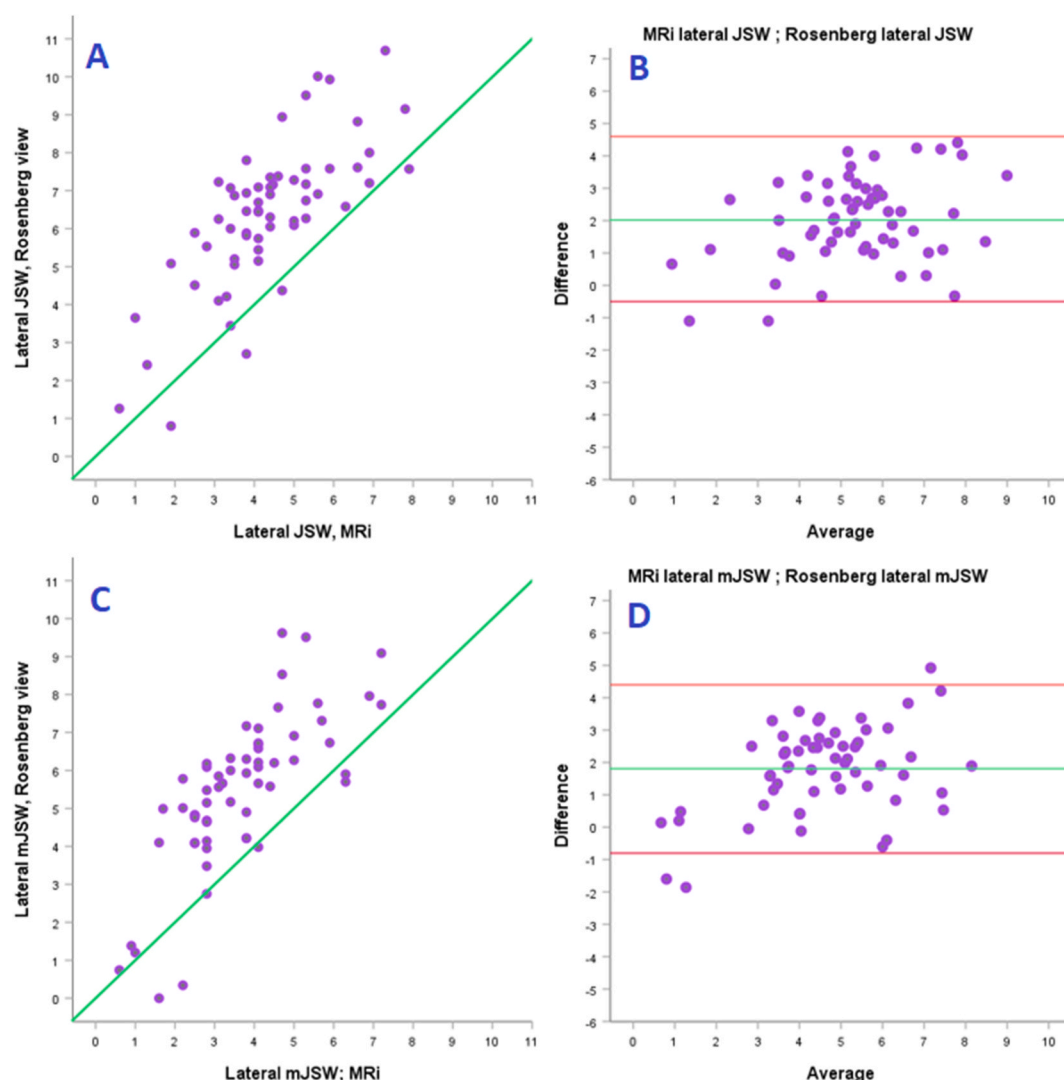 A
11
10
9
8
7
6
5
4
3
2
1
0
Lateral JSW, Rosenberg view
0 1 2 3 4 5 6 7 8 9 10 11
Lateral JSW, MRi
MRi lateral JSW ; Rosenberg lateral JSW
B
7
6
5
4
3
2
1
0
-1
-2
-3
-4
-5
-6
Difference
0 1 2 3 4 5 6 7 8 9 10
Average
C
11
10
9
8
7
6
5
4
3
2
1
0
Lateral mJSW, Rosenberg view
0 1 2 3 4 5 6 7 8 9 10 11
Lateral mJSW; MRi
MRi lateral mJSW ; Rosenberg lateral mJSW
D
7
6
5
4
3
2
1
0
-1
-2
-3
-4
-5
-6
Difference
0 1 2 3 4 5 6 7 8 9 10
Average